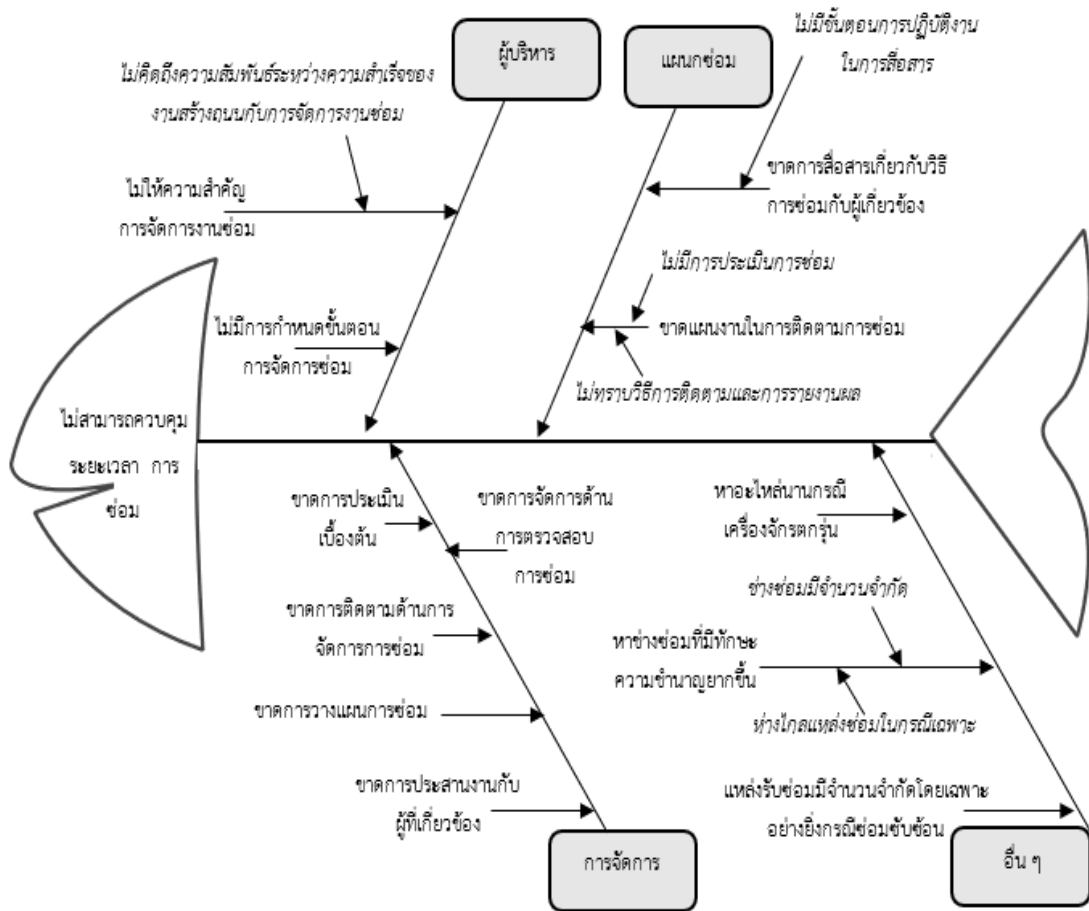 ผู้บริหาร
แผนกซ่อม
ไม่มีขั้นตอนการปฏิบัติงาน
ในการสื่อสาร
ไม่คิดถึงความสัมพันธ์ระหว่างความสำเร็จของ
งานสร้างถนนกับการจัดการงานซ่อม
ไม่ให้ความสำคัญ
การจัดการงานซ่อม
ขาดการสื่อสารเกี่ยวกับวิธี
การซ่อมกับผู้เกี่ยวข้อง
ไม่มีการประเมินการซ่อม
ไม่มีการกำหนดขั้นตอน
การจัดการซ่อม
ขาดแผนงานในการติดตามการซ่อม
ไม่ทราบวิธีการติดตามและการรายงานผล
ไม่สามารถควบคุม
ระยะเวลา การ
ซ่อม
ขาดการประเมิน
เบื้องต้น
ขาดการจัดการด้าน
การตรวจสอบ
การซ่อม
หาอะไหล่นานกรณี
เครื่องจักรตกรุ่น
ขาดการติดตามด้านการ
จัดการการซ่อม
ช่างซ่อมมีจำนวนจำกัด
หาช่างซ่อมที่มีทักษะ
ความชำนาญยากขึ้น
ขาดการวางแผนการซ่อม
ห่างไกลแหล่งซ่อมในกรณีเฉพาะ
ขาดการประสานงานกับ
ผู้ที่เกี่ยวข้อง
แหล่งรับซ่อมมีจำนวนจำกัดโดยเฉพาะ
อย่างยิ่งกรณีซ่อมซับซ้อน
การจัดการ
อื่น ๆ